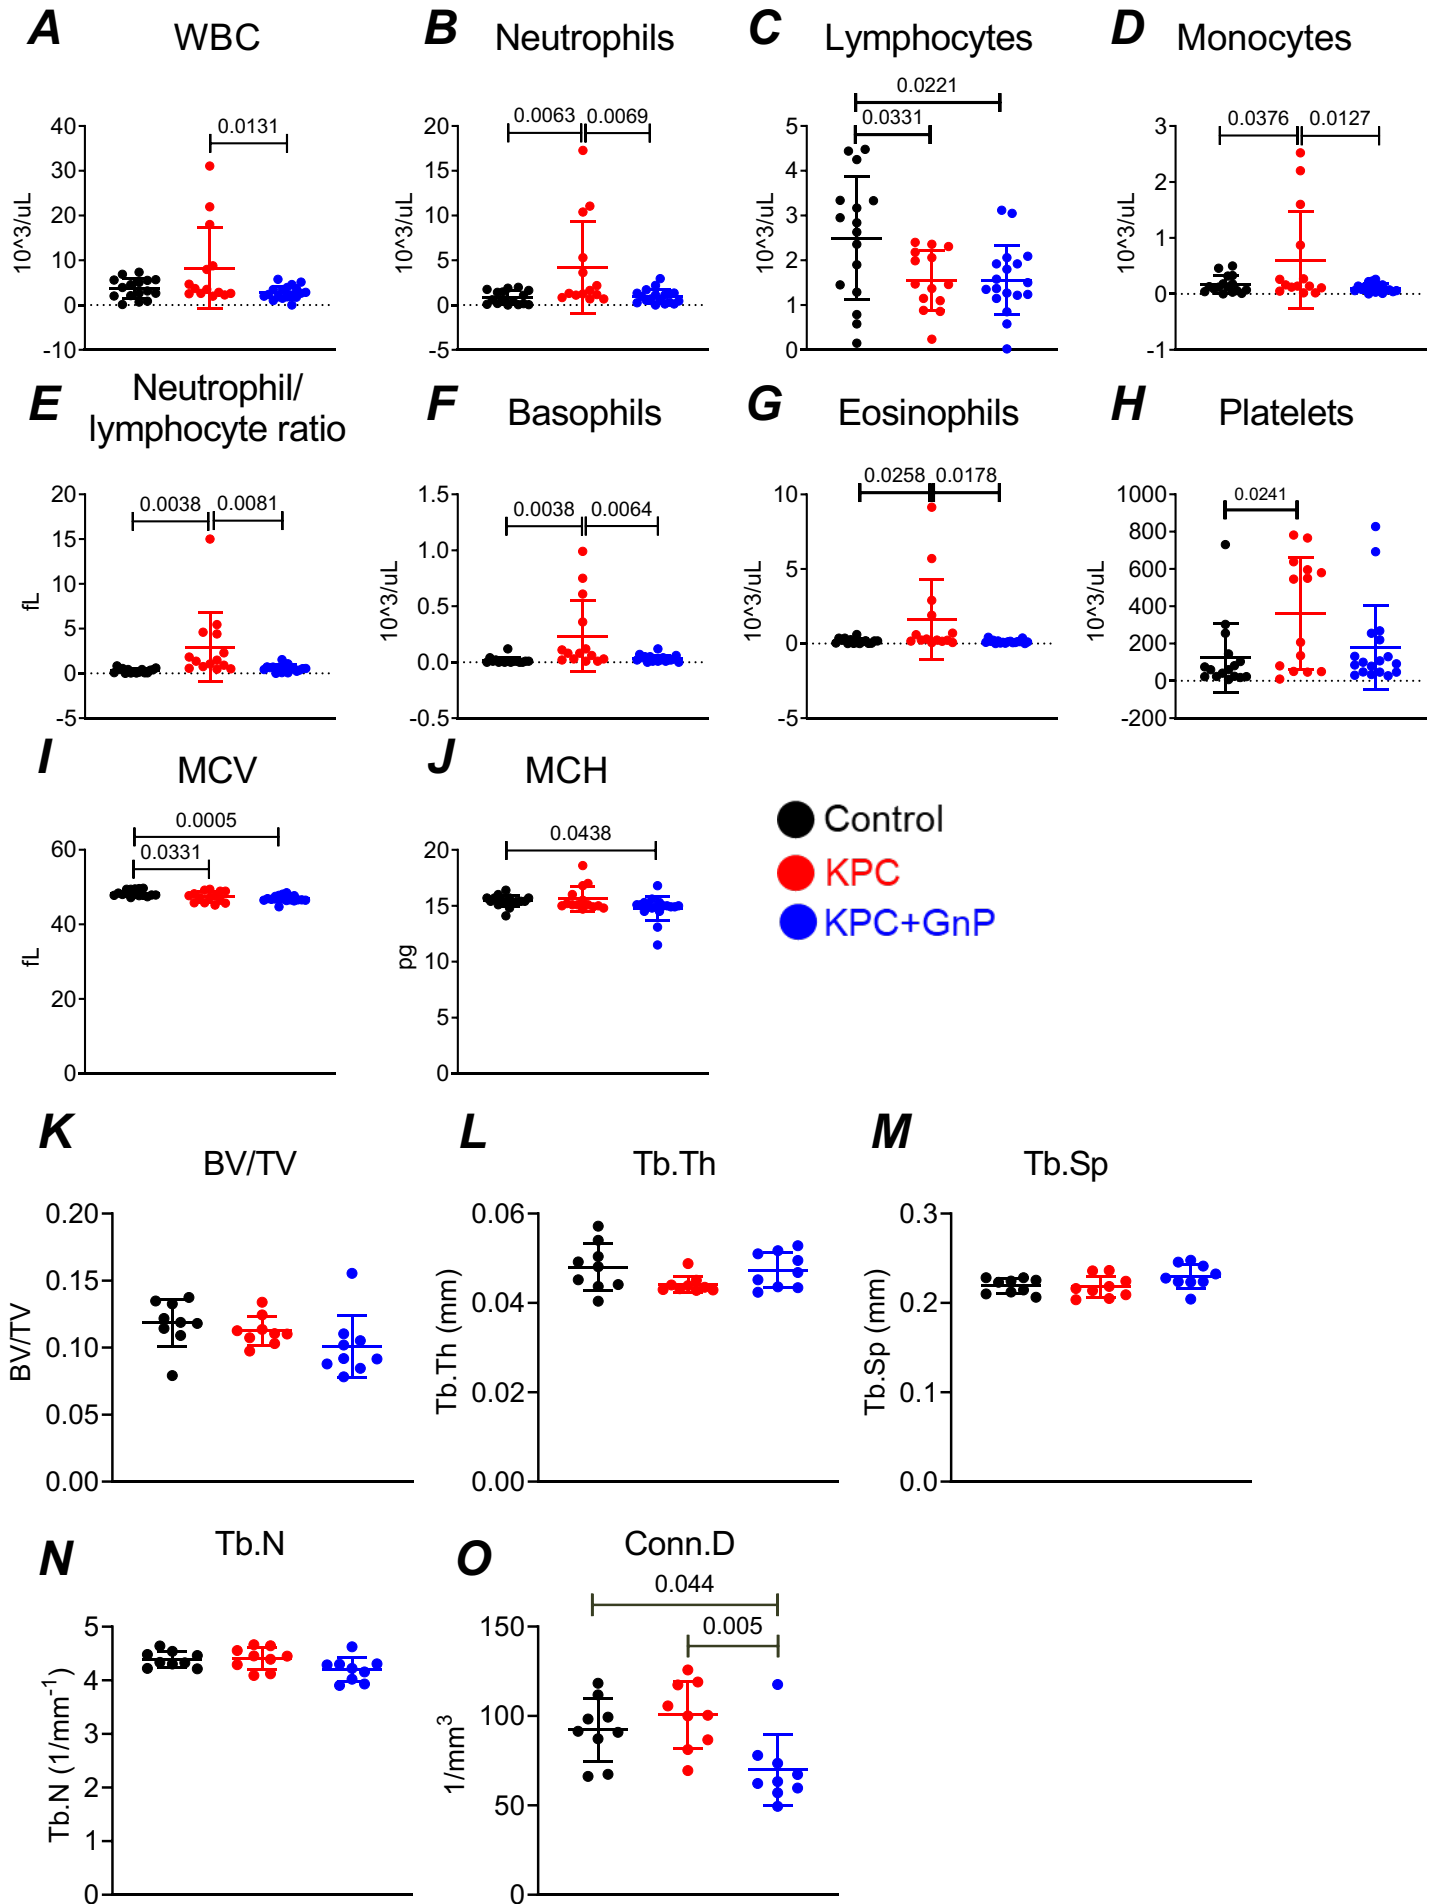 A WBC
B Neutrophils
C Lymphocytes
D Monocytes
0.0131
10^3/uL
40
30
20
10
0
-10
0.0063 0.0069
10^3/uL
20
15
10
5
0
-5
0.0221
0.0331
10^3/uL
5
4
3
2
1
0
0.0376 0.0127
10^3/uL
3
2
1
0
-1
E Neutrophil/
lymphocyte ratio
F Basophils
G Eosinophils
H Platelets
0.0038 0.0081
fL
20
15
10
5
0
-5
0.0038 0.0064
10^3/uL
1.5
1.0
0.5
0.0
-0.5
0.0258 0.0178
10^3/uL
10
5
0
-5
0.0241
1000
800
600
400
200
0
-200
I MCV
J MCH
0.0005
0.0331
fL
60
40
20
0
0.0438
pg
20
15
10
5
0
Control
KPC
KPC+GnP
K BV/TV
L Tb.Th
M Tb.Sp
BV/TV
0.20
0.15
0.10
0.05
0.00
Tb.Th (mm)
0.06
0.04
0.02
0.00
Tb.Sp (mm)
0.3
0.2
0.1
0.0
N Tb.N
O Conn.D
Tb.N (1/mm⁻¹)
5
4
3
2
1
0
0.044
0.005
1/mm³
150
100
50
0